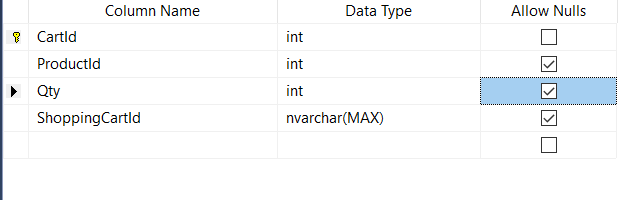 Column Name Data Type Allow Nulls
CartId int
ProductId int
Qty int
ShoppingCartId nvarchar(MAX)